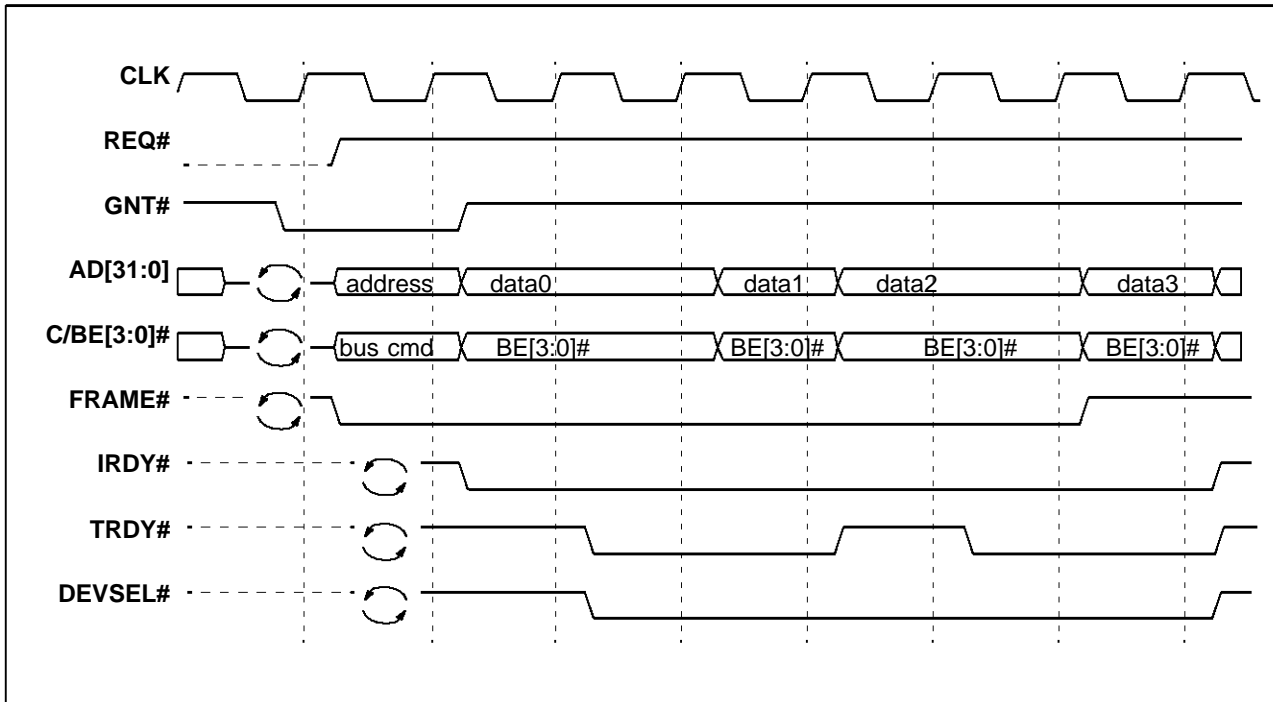 CLK
REQ#
GNT#
AD[31:0]
address data0 data1 data2 data3
C/BE[3:0]#
bus cmd BE[3:0]# BE[3:0]# BE[3:0]# BE[3:0]#
FRAME#
IRDY#
TRDY#
DEVSEL#